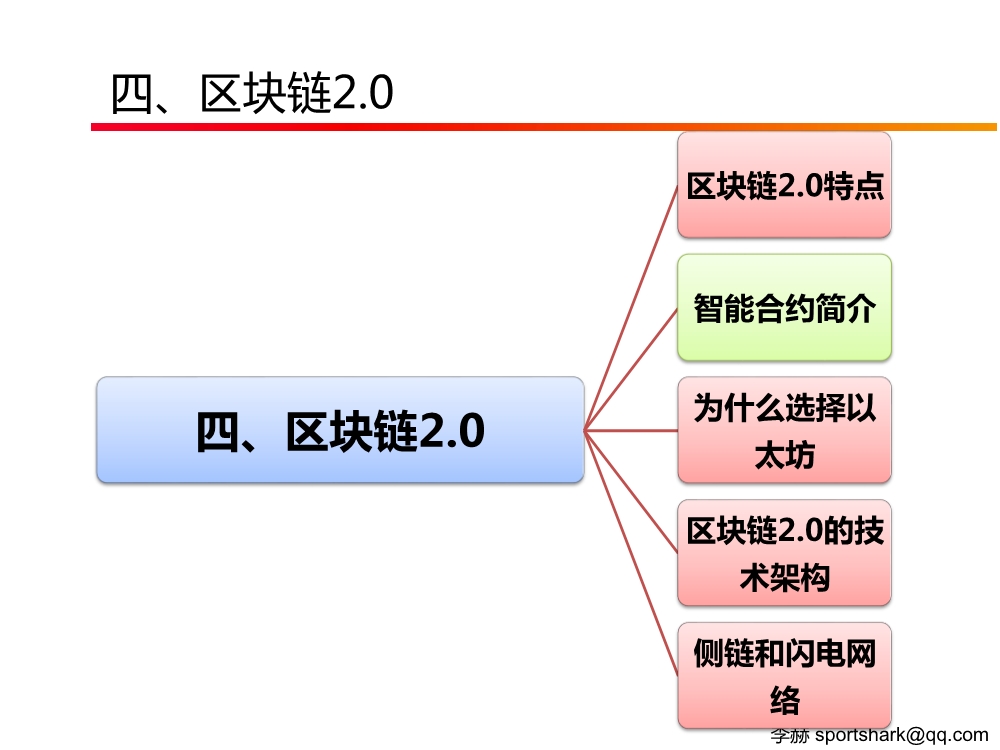 四、区块链2.0
区块链2.0特点
智能合约简介
四、区块链2.0
为什么选择以
太坊
区块链2.0的技
术架构
侧链和闪电网
络
李赫 sportshark@qq.com